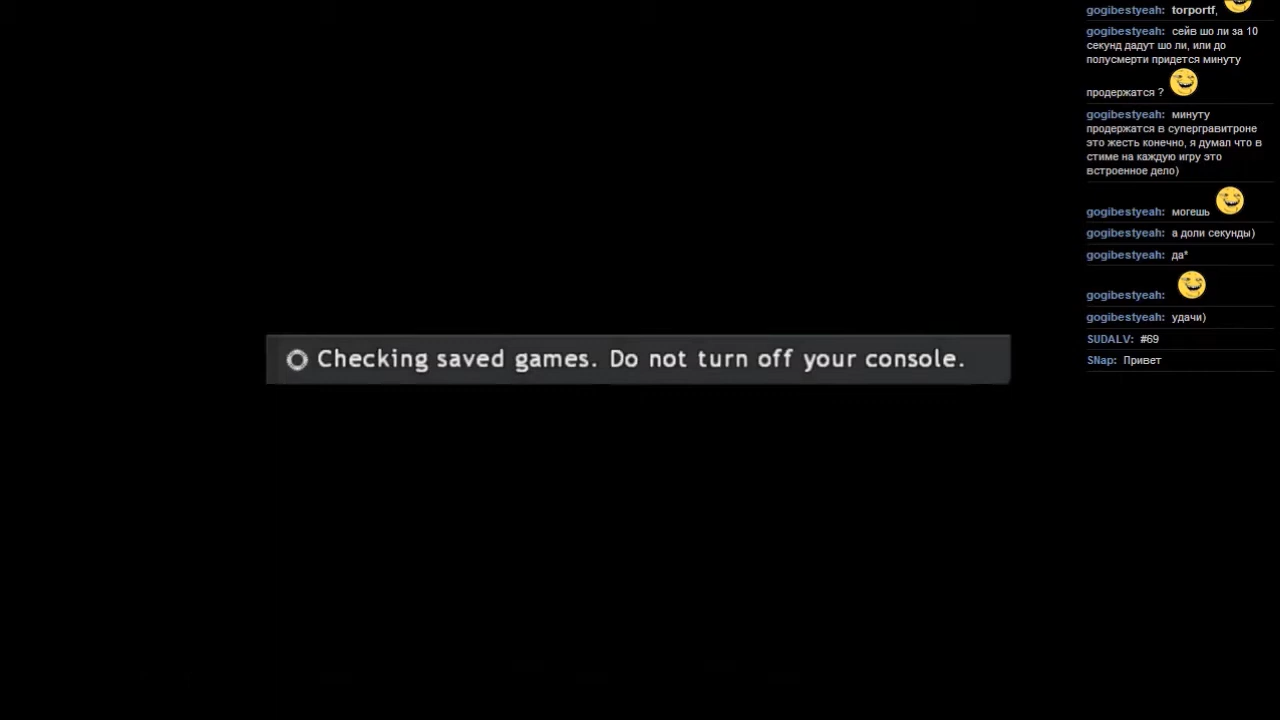 gogibestyeah: torportf,
gogibestyeah: сейв шо ли за 10
секунд дадут шо ли, или до
полусмерти придется минуту
продержатся ?
gogibestyeah: минуту
продержатся в супергравитроне
это жесть конечно, я думал что в
стиме на каждую игру это
встроенное дело)
gogibestyeah: могешь
gogibestyeah: а доли секунды)
gogibestyeah: да*
gogibestyeah:
gogibestyeah: удачи)
SUDALV: #69
SNap: Привет
Checking saved games. Do not turn off your console.